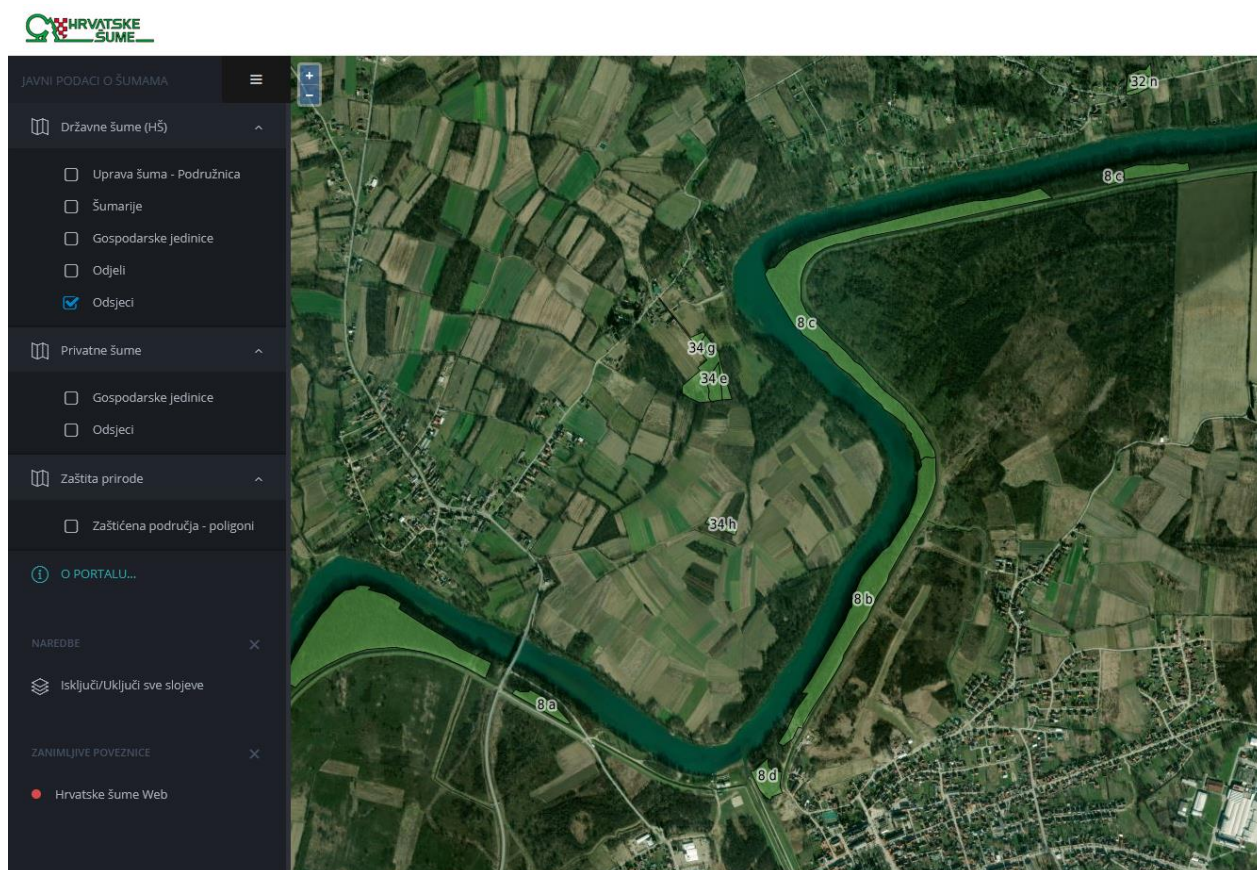 HRVATSKE
ŠUME
JAVNI PODACI O ŠUMAMA
Državne šume (HŠ)
Uprava šuma - Podružnica
Šumarije
Gospodarske jedinice
Odjeli
Odsjeci
Privatne šume
Gospodarske jedinice
Odsjeci
Zaštita prirode
Zaštićena područja - poligoni
O PORTALU...
NAREDBE
Isključi/Uključi sve slojeve
ZANIMLJIVE POVEZNICE
Hrvatske šume Web
+
−
32 n
8 c
8 c
34 g
34 e
34 h
8 b
8 a
8 d